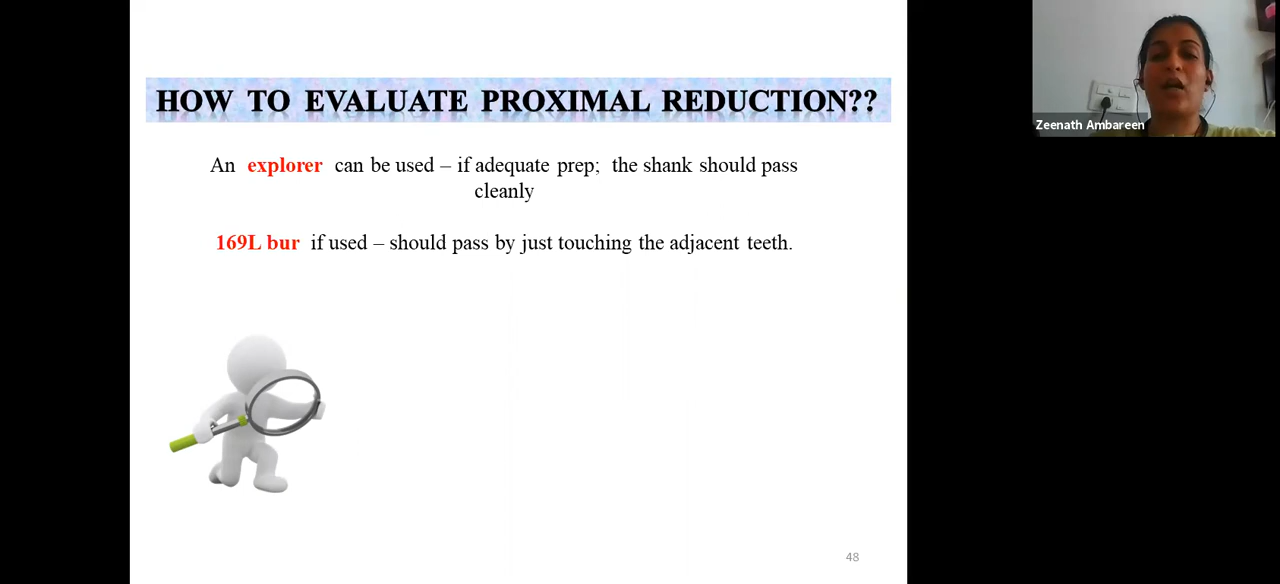 HOW TO EVALUATE PROXIMAL REDUCTION??
An explorer can be used – if adequate prep; the shank should pass
cleanly
169L bur if used – should pass by just touching the adjacent teeth.
48
Zeenath Ambareen